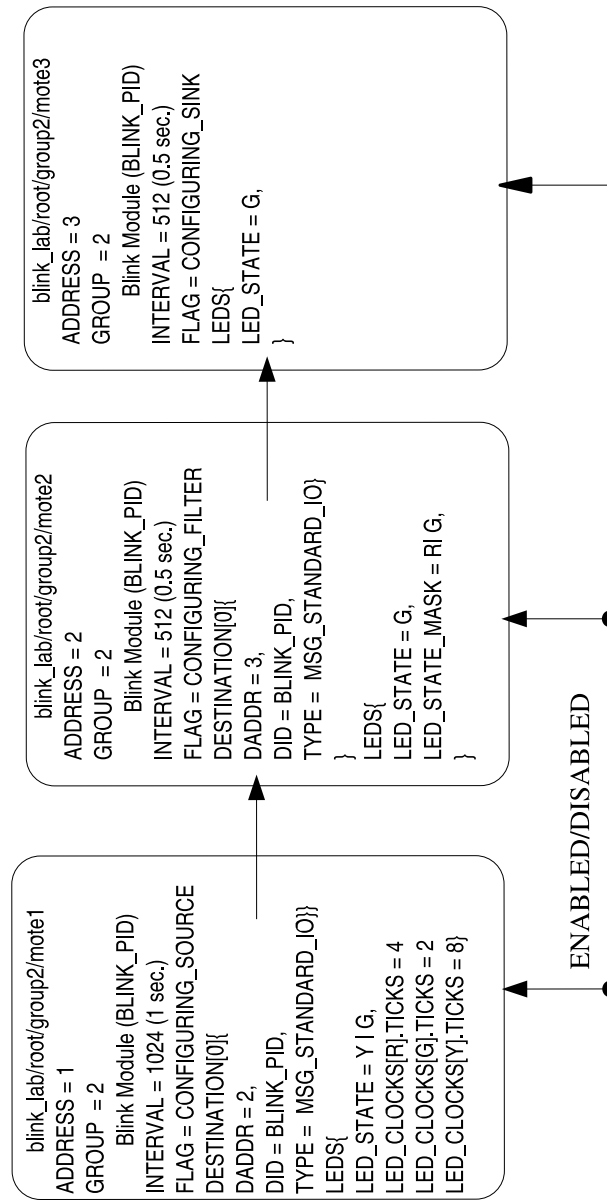 blink_lab/root/group2/mote1
ADDRESS = 1
GROUP = 2
Blink Module (BLINK_PID)
INTERVAL = 1024 (1 sec.)
FLAG = CONFIGURING_SOURCE
DESTINATION[0]{
DADDR = 2,
DID = BLINK_PID,
TYPE = MSG_STANDARD_IO}}
LEDS{
LED_STATE = Y | G,
LED_CLOCKS[R].TICKS = 4
LED_CLOCKS[G].TICKS = 2
LED_CLOCKS[Y].TICKS = 8}
blink_lab/root/group2/mote2
ADDRESS = 2
GROUP = 2
Blink Module (BLINK_PID)
INTERVAL = 512 (0.5 sec.)
FLAG = CONFIGURING_FILTER
DESTINATION[0]{
DADDR = 3,
DID = BLINK_PID,
TYPE = MSG_STANDARD_IO}
}
LEDS{
LED_STATE = G,
LED_STATE_MASK = R| G,
}
blink_lab/root/group2/mote3
ADDRESS = 3
GROUP = 2
Blink Module (BLINK_PID)
INTERVAL = 512 (0.5 sec.)
FLAG = CONFIGURING_SINK
LEDS{
LED_STATE = G,
}
ENABLED/DISABLED